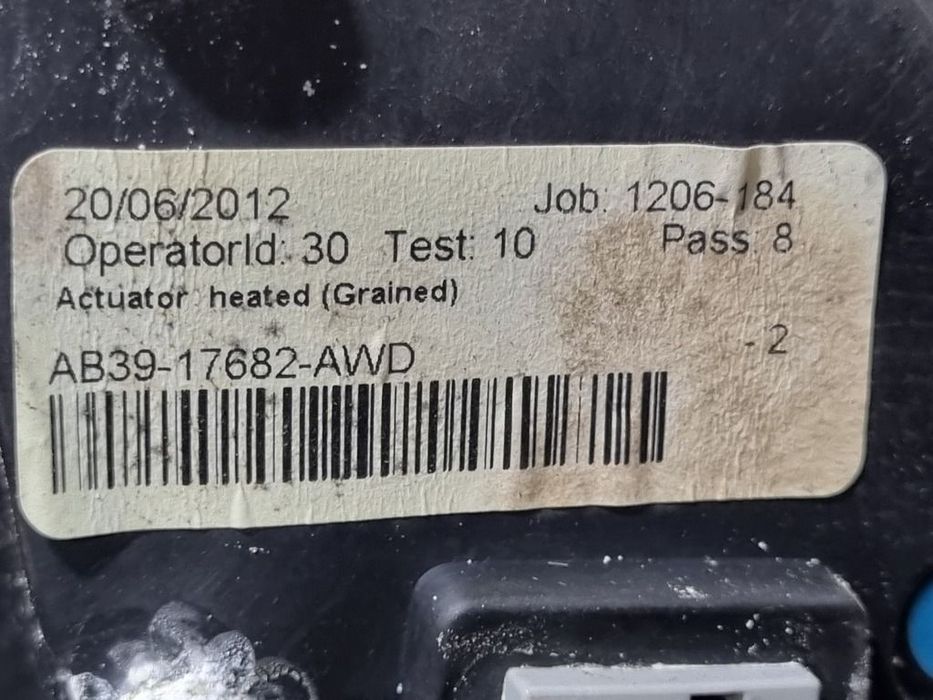 20/06/2012 Job: 1206-184
OperatorId: 30 Test: 10 Pass: 8
Actuator heated (Grained)
- 2
AB39-17682-AWD